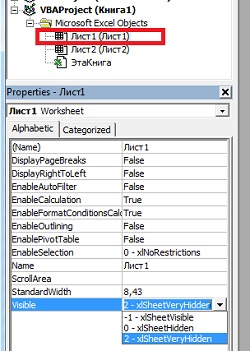 VBAProject (Книга1)
Microsoft Excel Objects
Лист1 (Лист1)
Лист2 (Лист2)
ЭтаКнига
Properties - Лист1
Лист1 Worksheet
Alphabetic Categorized
(Name) Лист1
DisplayPageBreaks False
DisplayRightToLeft False
EnableAutoFilter False
EnableCalculation True
EnableFormatConditionsCalc True
EnableOutlining False
EnablePivotTable False
EnableSelection 0 - xlNoRestrictions
Name Лист1
ScrollArea
StandardWidth 8,43
Visible 2 - xlSheetVeryHidden
-1 - xlSheetVisible
0 - xlSheetHidden
2 - xlSheetVeryHidden